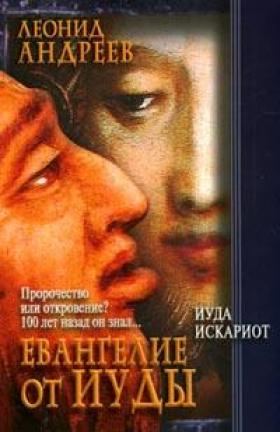 ЛЕОНИД
АНДРЕЕВ
Пророчество
или откровение?
100 лет назад он знал...
ИУДА
ИСКАРИОТ
ЕВАНГЕЛИЕ
от ИУДЫ